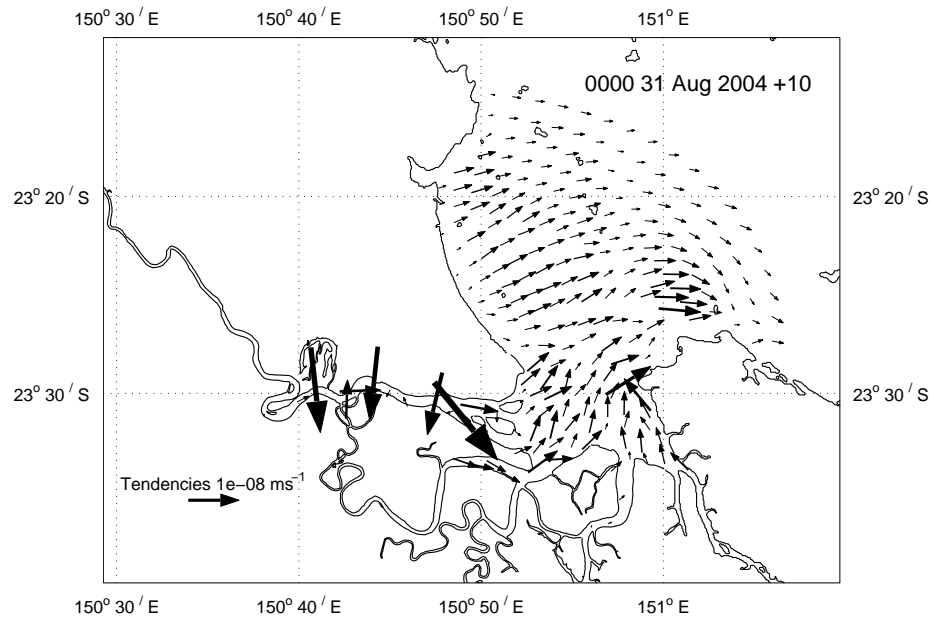 150° 30 ′ E 150° 40 ′ E 150° 50 ′ E 151° E
0000 31 Aug 2004 +10
23° 20 ′ S 23° 20 ′ S
23° 30 ′ S 23° 30 ′ S
Tendencies 1e−08 ms⁻¹
150° 30 ′ E 150° 40 ′ E 150° 50 ′ E 151° E